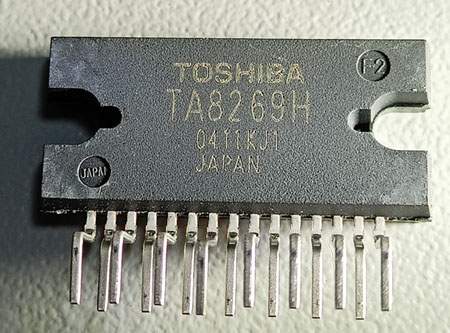 TOSHIBA
F2
TA8269H
0411KJ1
JAPAN
JAPAN